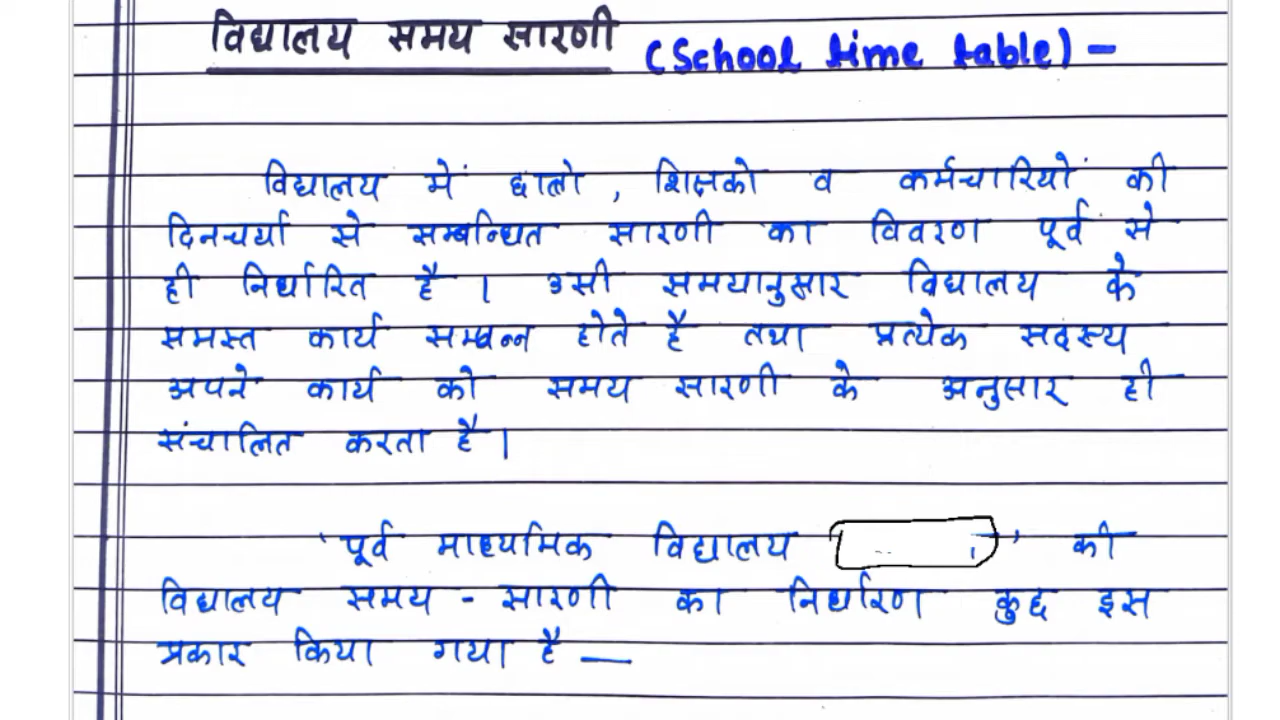 विद्यालय समय सारणी (School time table) -
विद्यालय में छात्रो , शिक्षको व कर्मचारियों की
दिनचर्या से सम्बन्धित सारणी का विवरण पूर्व से
ही निर्धारित है । उसी समयानुसार विद्यालय के
समस्त कार्य सम्पन्न होते है तथा प्रत्येक सदस्य
अपने कार्य को समय सारणी के अनुसार ही
संचालित करता है ।
' पूर्व माध्यमिक विद्यालय ' की
विद्यालय समय - सारणी का निर्धारण कुछ इस
प्रकार किया गया है —